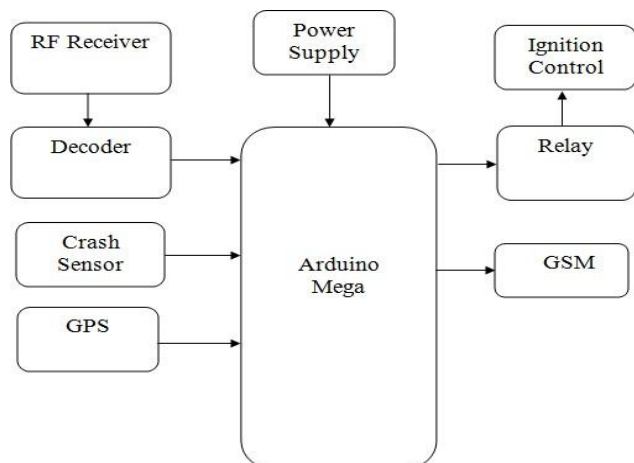 RF Receiver
Power
Supply
Ignition
Control
Decoder
Relay
Crash
Sensor
Arduino
Mega
GSM
GPS